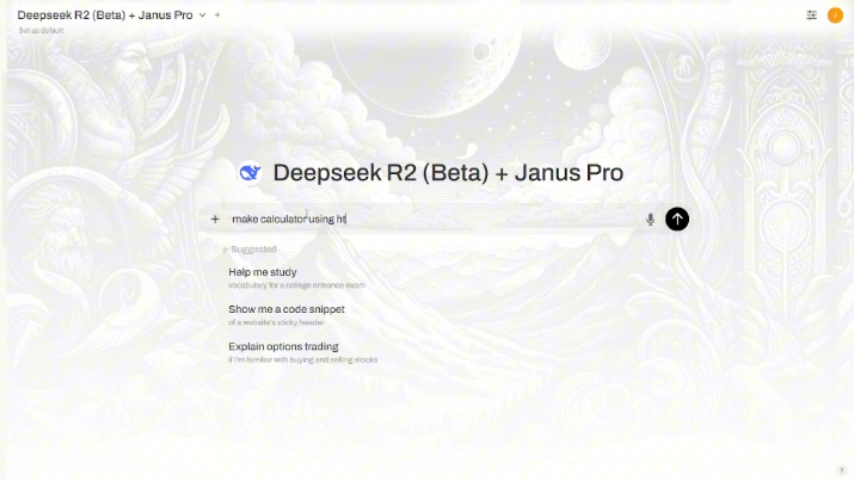 Deepseek R2 (Beta) + Janus Pro
Set as default
Deepseek R2 (Beta) + Janus Pro
make calculator using ht
Suggested
Help me study
vocabulary for a college entrance exam
Show me a code snippet
of a website's sticky header
Explain options trading
if I'm familiar with buying and selling stocks
?